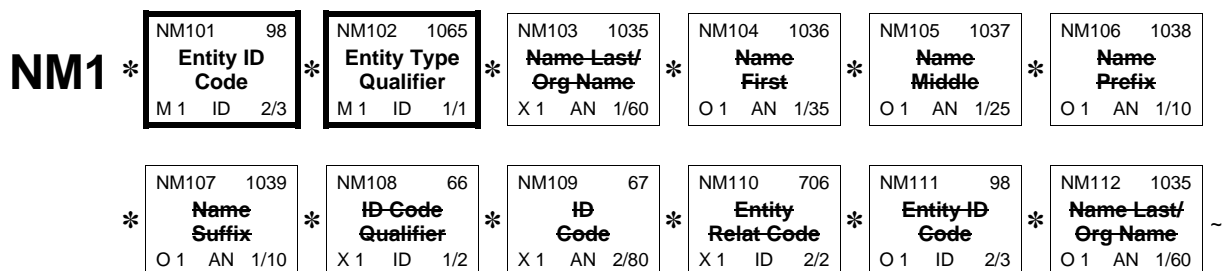 NM101 98 NM102 1065 NM103 1035 NM104 1036 NM105 1037 NM106 1038
NM1 * Entity ID Code * Entity Type Qualifier * Name Last/ Org Name * Name First * Name Middle * Name Prefix
M 1 ID 2/3 M 1 ID 1/1 X 1 AN 1/60 O 1 AN 1/35 O 1 AN 1/25 O 1 AN 1/10
NM107 1039 NM108 66 NM109 67 NM110 706 NM111 98 NM112 1035
* Name Suffix * ID Code Qualifier * ID Code * Entity Relat Code * Entity ID Code * Name Last/ Org Name ~
O 1 AN 1/10 X 1 ID 1/2 X 1 AN 2/80 X 1 ID 2/2 O 1 ID 2/3 O 1 AN 1/60